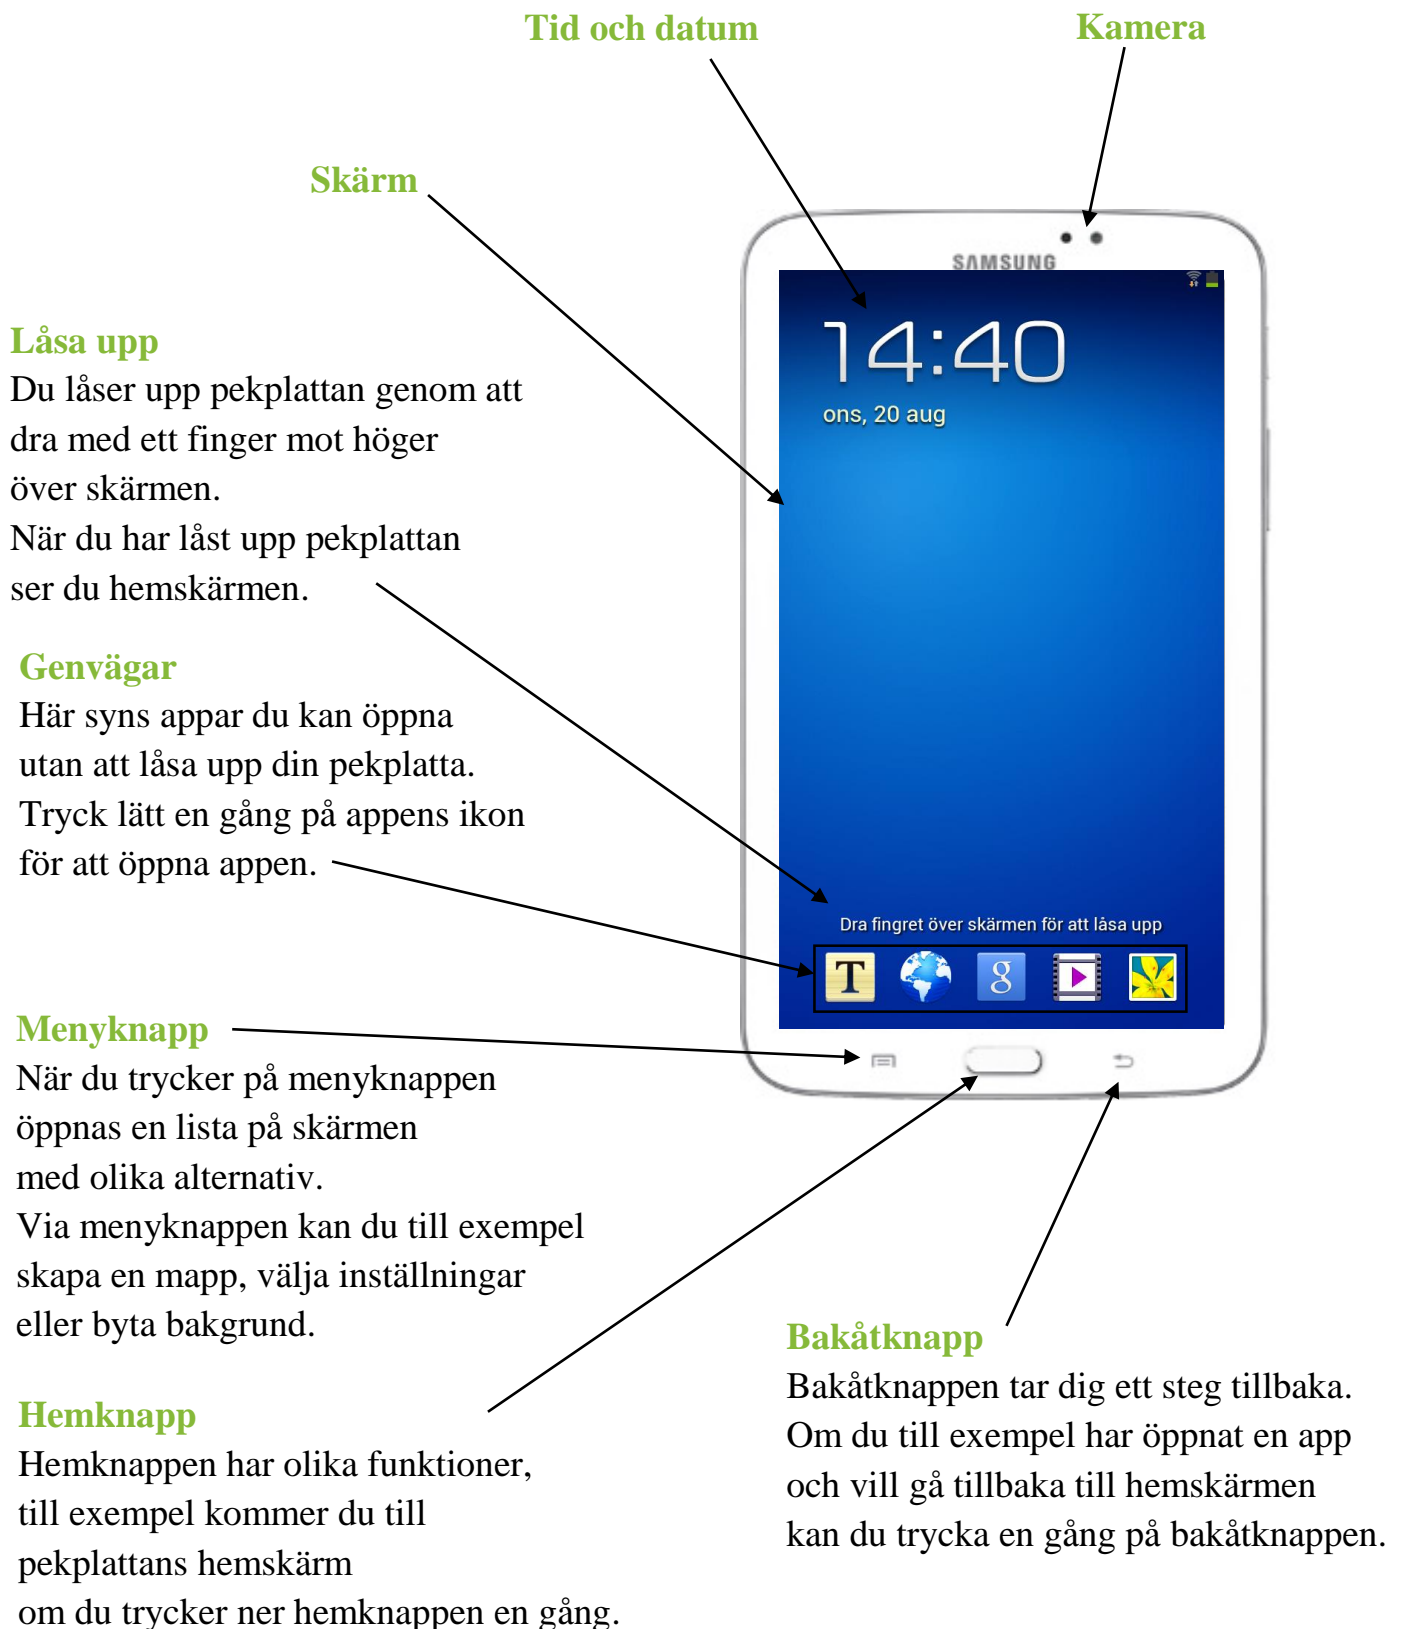 Tid och datum
Kamera
Skärm
SAMSUNG
14:40
ons, 20 aug
Låsa upp
Du låser upp pekplattan genom att
dra med ett finger mot höger
över skärmen.
När du har låst upp pekplattan
ser du hemskärmen.
Genvägar
Här syns appar du kan öppna
utan att låsa upp din pekplatta.
Tryck lätt en gång på appens ikon
för att öppna appen.
Dra fingret över skärmen för att låsa upp
T
g
Menyknapp
När du trycker på menyknappen
öppnas en lista på skärmen
med olika alternativ.
Via menyknappen kan du till exempel
skapa en mapp, välja inställningar
eller byta bakgrund.
Hemknapp
Hemknappen har olika funktioner,
till exempel kommer du till
pekplattans hemskärm
om du trycker ner hemknappen en gång.
Bakåtknapp
Bakåtknappen tar dig ett steg tillbaka.
Om du till exempel har öppnat en app
och vill gå tillbaka till hemskärmen
kan du trycka en gång på bakåtknappen.